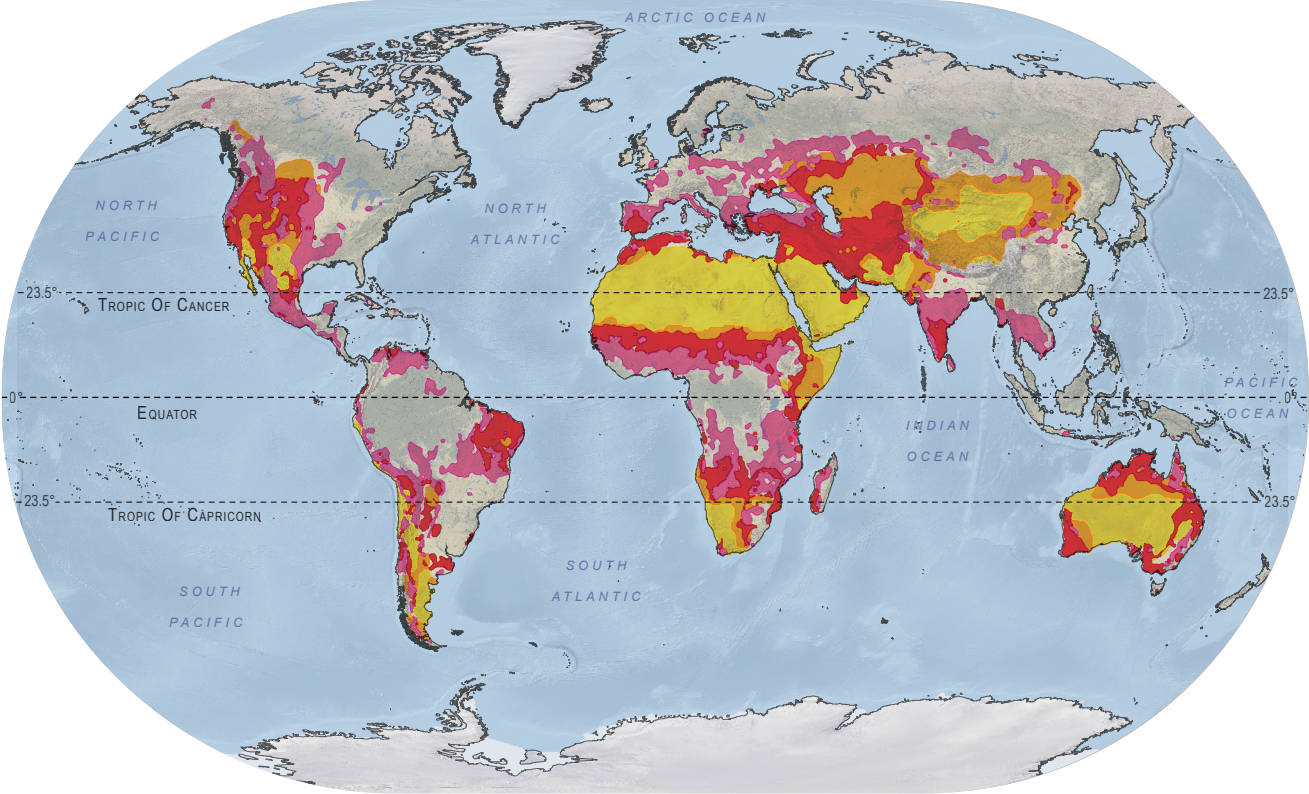 ARCTIC OCEAN
NORTH
PACIFIC
NORTH
ATLANTIC
23.5°
TROPIC OF CANCER
23.5°
0°
EQUATOR
PACIFIC
0°
OCEAN
INDIAN
OCEAN
23.5°
TROPIC OF CAPRICORN
23.5°
SOUTH
PACIFIC
SOUTH
ATLANTIC